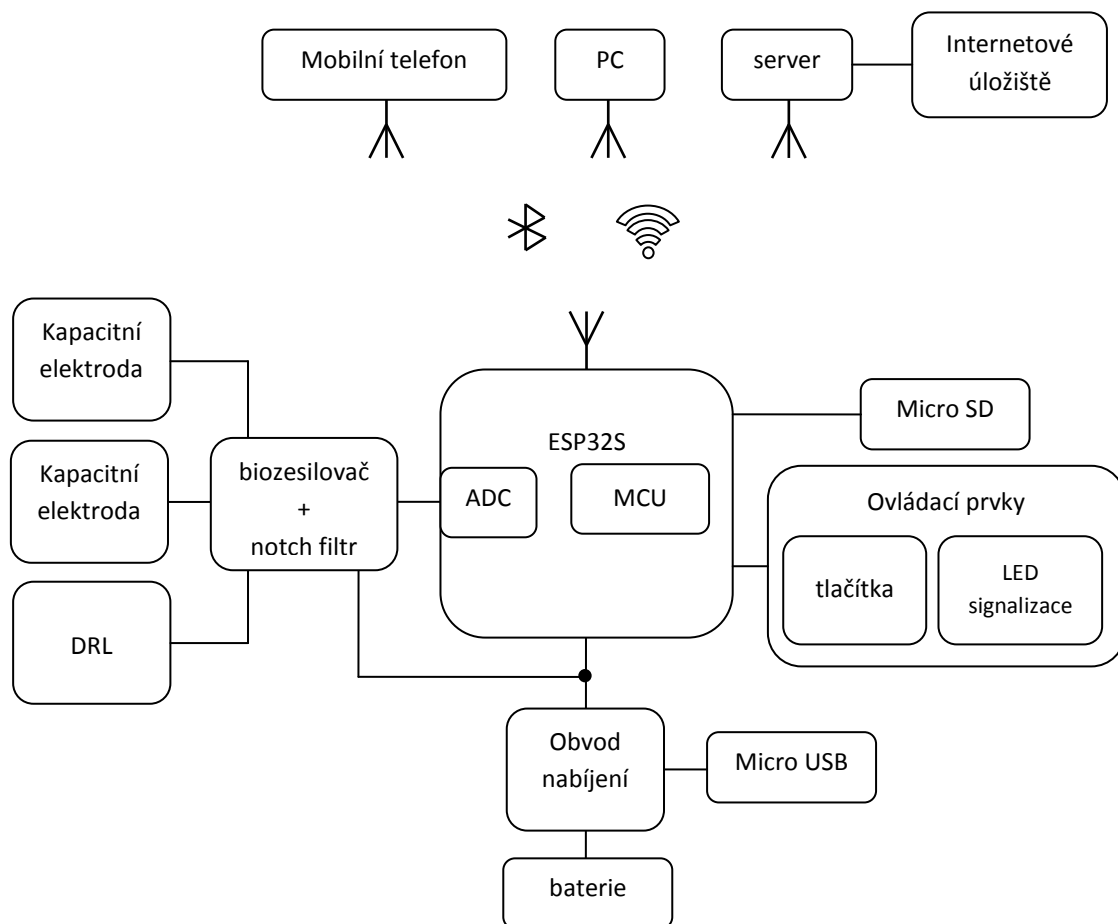 Mobilní telefon
PC
server
Internetové
úložiště
Kapacitní
elektroda
Kapacitní
elektroda
DRL
biozesilovač
+
notch filtr
ESP32S
ADC
MCU
Micro SD
Ovládací prvky
tlačítka
LED
signalizace
Obvod
nabíjení
Micro USB
baterie